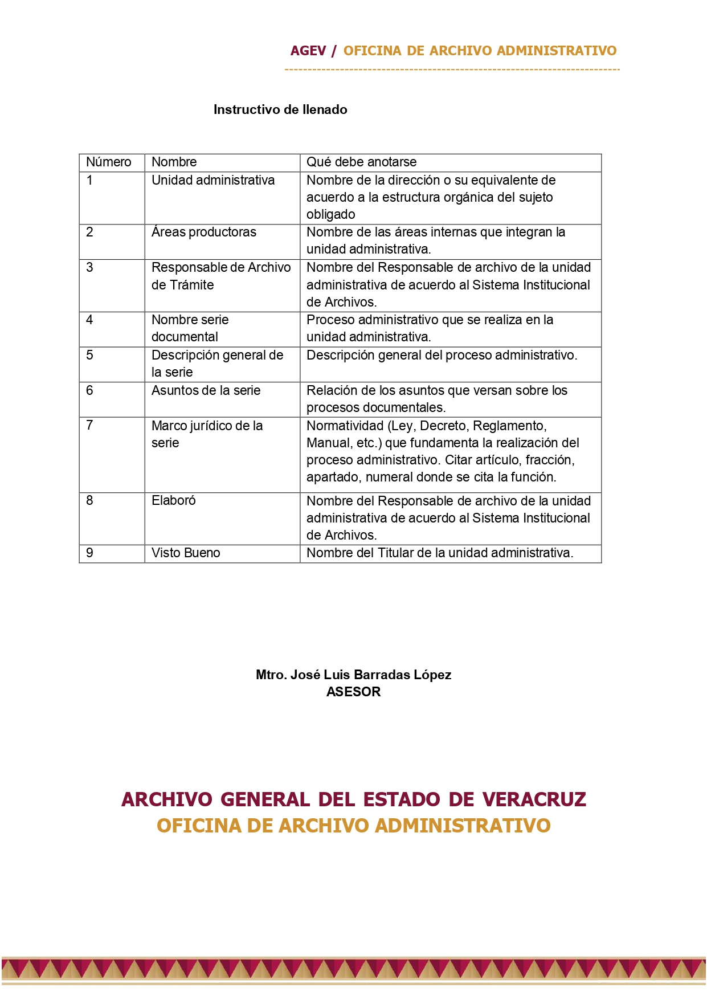 AGEV / OFICINA DE ARCHIVO ADMINISTRATIVO
Instructivo de llenado
Número Nombre Qué debe anotarse
1 Unidad administrativa Nombre de la dirección o su equivalente de
acuerdo a la estructura orgánica del sujeto
obligado
2 Áreas productoras Nombre de las áreas internas que integran la
unidad administrativa.
3 Responsable de Archivo Nombre del Responsable de archivo de la unidad
de Trámite administrativa de acuerdo al Sistema Institucional
de Archivos.
4 Nombre serie Proceso administrativo que se realiza en la
documental unidad administrativa.
5 Descripción general de Descripción general del proceso administrativo.
la serie
6 Asuntos de la serie Relación de los asuntos que versan sobre los
procesos documentales.
7 Marco jurídico de la Normatividad (Ley, Decreto, Reglamento,
serie Manual, etc.) que fundamenta la realización del
proceso administrativo. Citar artículo, fracción,
apartado, numeral donde se cita la función.
8 Elaboró Nombre del Responsable de archivo de la unidad
administrativa de acuerdo al Sistema Institucional
de Archivos.
9 Visto Bueno Nombre del Titular de la unidad administrativa.
Mtro. José Luis Barradas López
ASESOR
ARCHIVO GENERAL DEL ESTADO DE VERACRUZ
OFICINA DE ARCHIVO ADMINISTRATIVO